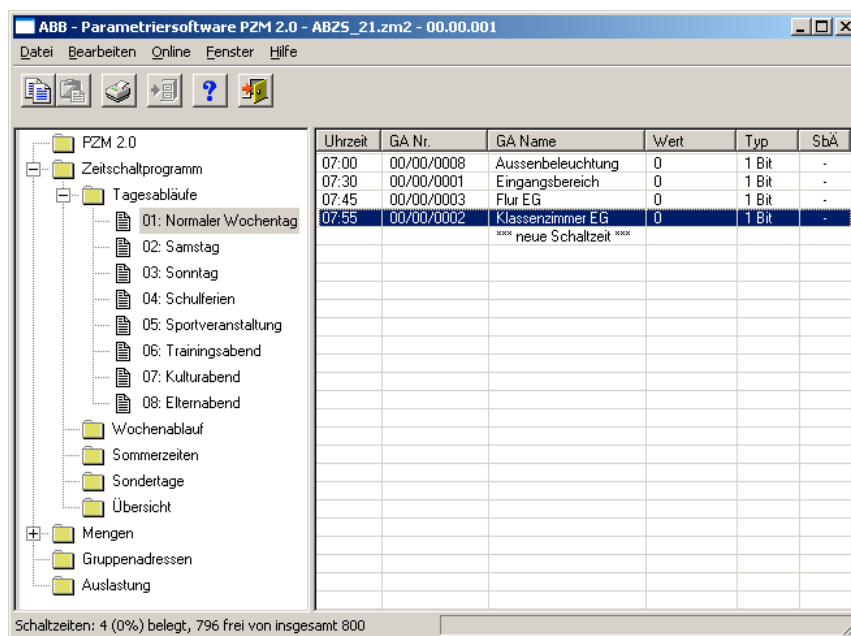 ABB - Parametriersoftware PZM 2.0 - ABZS_21.zm2 - 00.00.001
Datei Bearbeiten Online Fenster Hilfe
PZM 2.0
Zeitschaltprogramm
Tagesabläufe
01: Normaler Wochentag
02: Samstag
03: Sonntag
04: Schulferien
05: Sportveranstaltung
06: Trainingsabend
07: Kulturabend
08: Elternabend
Wochenablauf
Sommerzeiten
Sondertage
Übersicht
Mengen
Gruppenadressen
Auslastung
Uhrzeit GA Nr. GA Name Wert Typ SbÄ
07:00 00/00/0008 Aussenbeleuchtung 0 1 Bit -
07:30 00/00/0001 Eingangsbereich 0 1 Bit -
07:45 00/00/0003 Flur EG 0 1 Bit -
07:55 00/00/0002 Klassenzimmer EG 0 1 Bit -
*** neue Schaltzeit ***
Schaltzeiten: 4 (0%) belegt, 796 frei von insgesamt 800